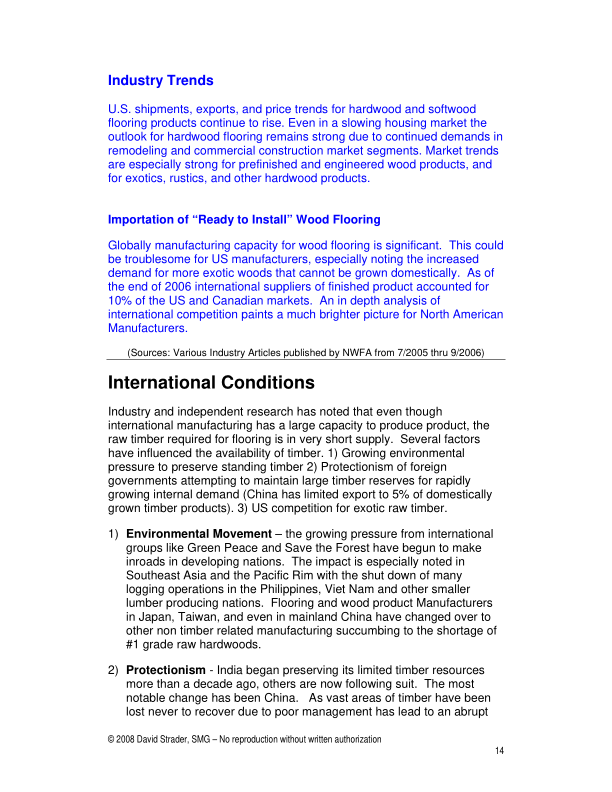 Industry Trends
U.S. shipments, exports, and price trends for hardwood and softwood
flooring products continue to rise. Even in a slowing housing market the
outlook for hardwood flooring remains strong due to continued demands in
remodeling and commercial construction market segments. Market trends
are especially strong for prefinished and engineered wood products, and
for exotics, rustics, and other hardwood products.
Importation of “Ready to Install” Wood Flooring
Globally manufacturing capacity for wood flooring is significant.  This could
be troublesome for US manufacturers, especially noting the increased
demand for more exotic woods that cannot be grown domestically.  As of
the end of 2006 international suppliers of finished product accounted for
10% of the US and Canadian markets.  An in depth analysis of
international competition paints a much brighter picture for North American
Manufacturers.
(Sources: Various Industry Articles published by NWFA from 7/2005 thru 9/2006)
International Conditions
Industry and independent research has noted that even though
international manufacturing has a large capacity to produce product, the
raw timber required for flooring is in very short supply.  Several factors
have influenced the availability of timber. 1) Growing environmental
pressure to preserve standing timber 2) Protectionism of foreign
governments attempting to maintain large timber reserves for rapidly
growing internal demand (China has limited export to 5% of domestically
grown timber products). 3) US competition for exotic raw timber.
1) Environmental Movement – the growing pressure from international
groups like Green Peace and Save the Forest have begun to make
inroads in developing nations.  The impact is especially noted in
Southeast Asia and the Pacific Rim with the shut down of many
logging operations in the Philippines, Viet Nam and other smaller
lumber producing nations.  Flooring and wood product Manufacturers
in Japan, Taiwan, and even in mainland China have changed over to
other non timber related manufacturing succumbing to the shortage of
#1 grade raw hardwoods.
2) Protectionism - India began preserving its limited timber resources
more than a decade ago, others are now following suit.  The most
notable change has been China.   As vast areas of timber have been
lost never to recover due to poor management has lead to an abrupt
© 2008 David Strader, SMG – No reproduction without written authorization
14